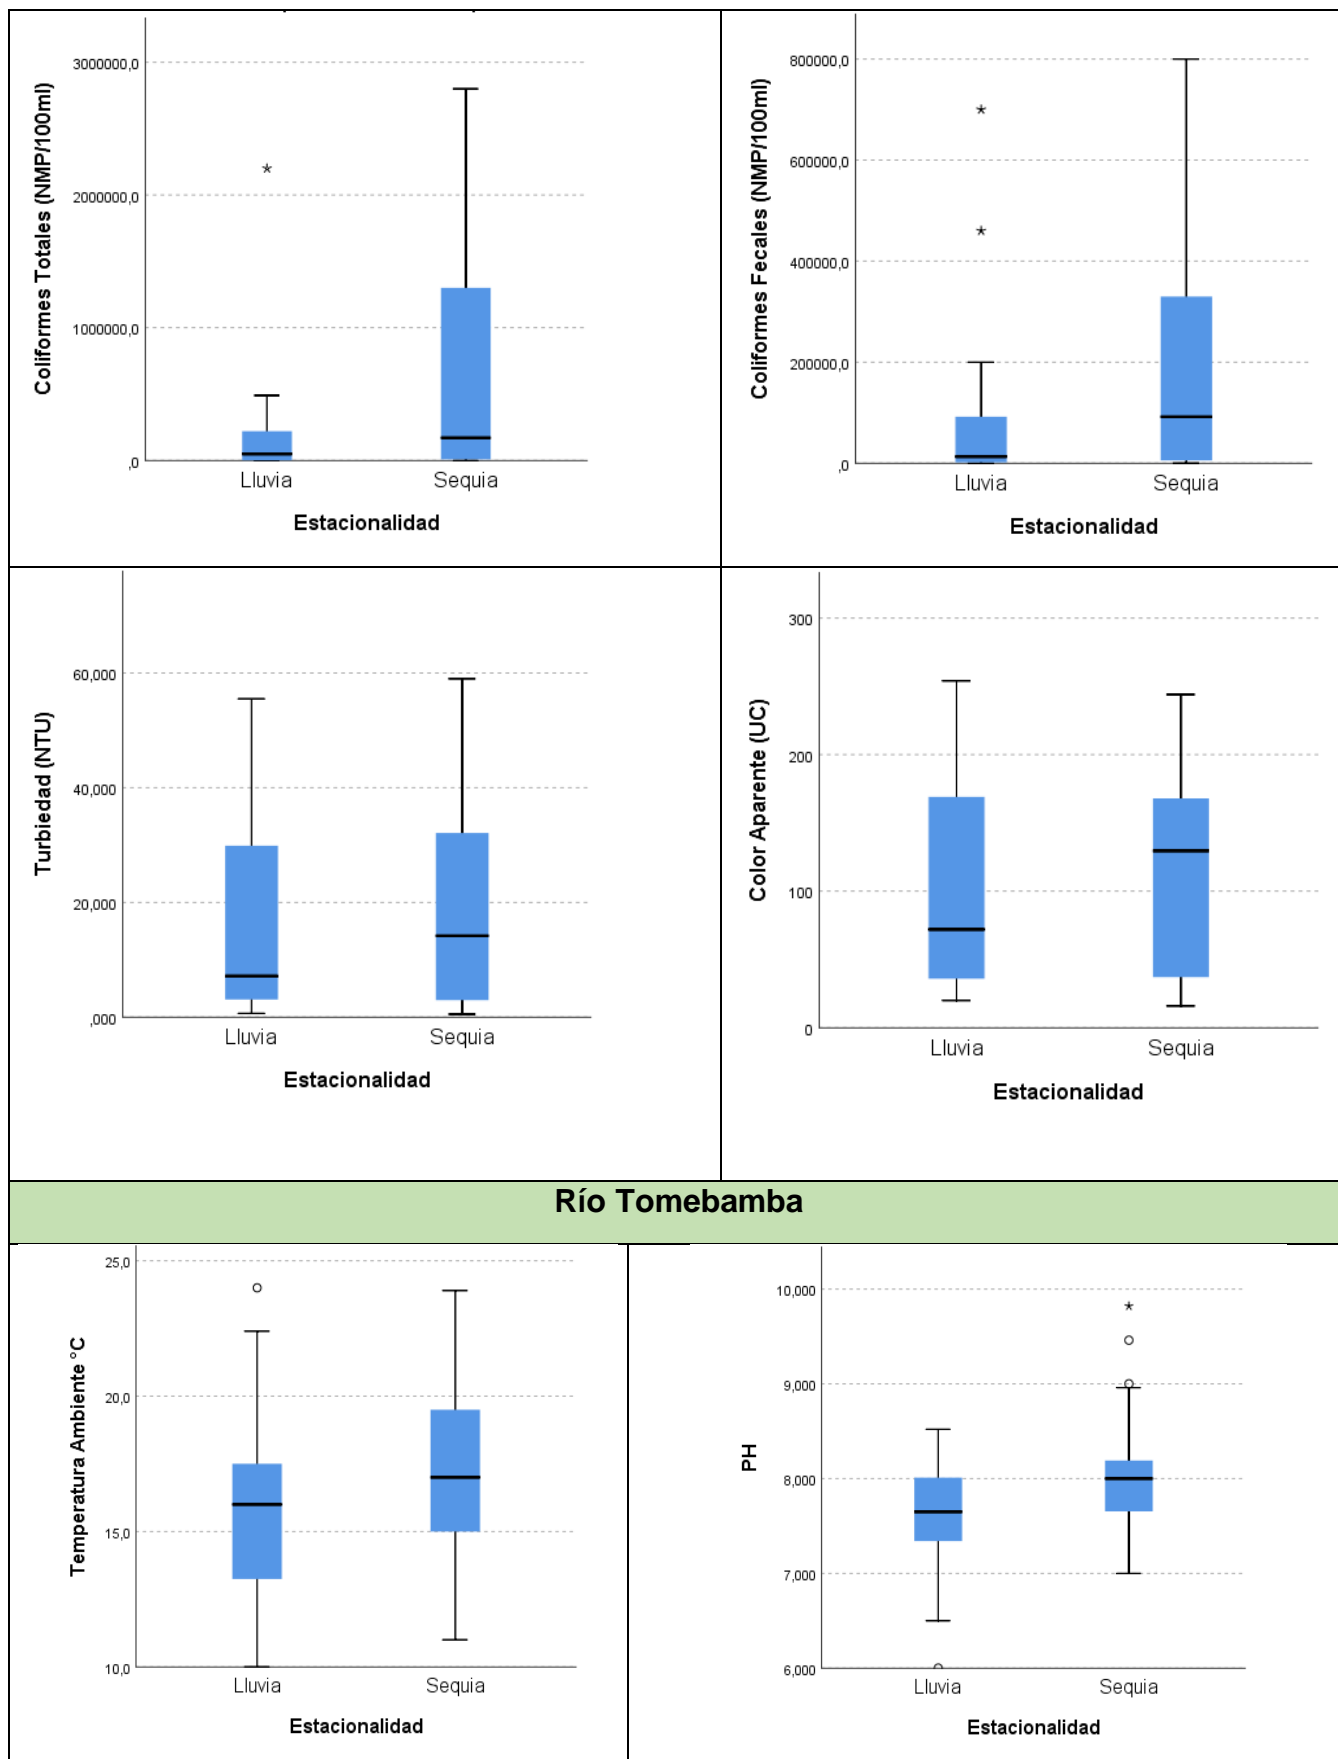 3000000,0
2000000,0
1000000,0
,0
Coliformes Totales (NMP/100ml)
Lluvia
Sequia
Estacionalidad
800000,0
600000,0
400000,0
200000,0
,0
Coliformes Fecales (NMP/100ml)
Lluvia
Sequia
Estacionalidad
60,000
40,000
20,000
,000
Turbiedad (NTU)
Lluvia
Sequia
Estacionalidad
300
200
100
0
Color Aparente (UC)
Lluvia
Sequia
Estacionalidad
Río Tomebamba
25,0
20,0
15,0
10,0
Temperatura Ambiente °C
Lluvia
Sequia
Estacionalidad
10,000
9,000
8,000
7,000
6,000
PH
Lluvia
Sequia
Estacionalidad